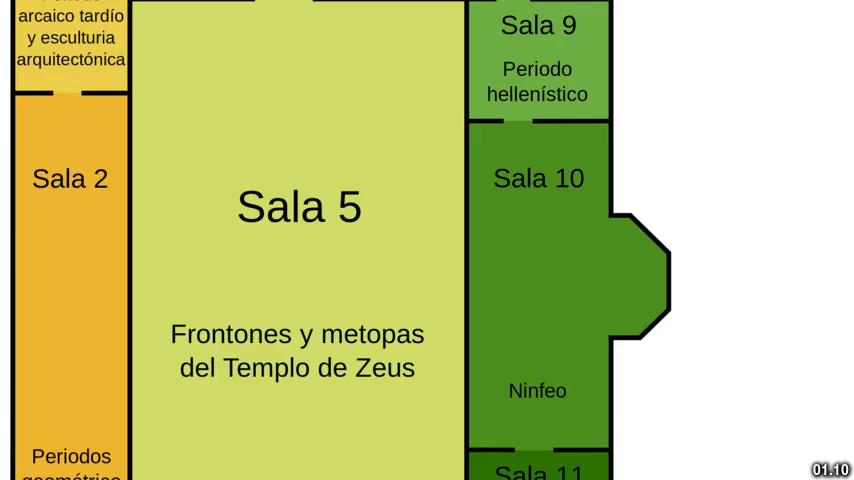 arcaico tardío
y esculturia
arquitectónica
Sala 2
Periodos
geométrico
Sala 5
Frontones y metopas
del Templo de Zeus
Sala 9
Periodo
hellenístico
Sala 10
Ninfeo
Sala 11
01.10